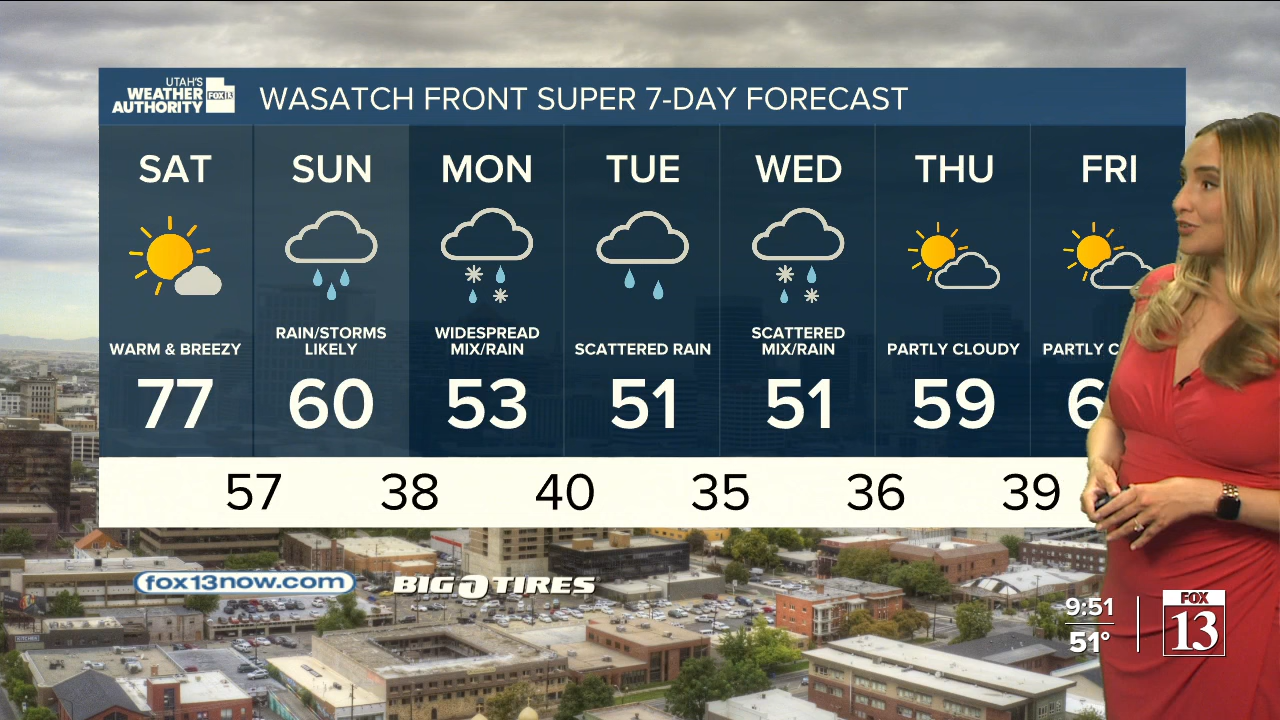 UTAH'S
WEATHER
AUTHORITY FOX 13
WASATCH FRONT SUPER 7-DAY FORECAST
SAT SUN MON TUE WED THU FRI
WARM & BREEZY
RAIN/STORMS
LIKELY
WIDESPREAD
MIX/RAIN
SCATTERED RAIN
SCATTERED
MIX/RAIN
PARTLY CLOUDY
PARTLY C
77 60 53 51 51 59 6
57 38 40 35 36 39
fox13now.com
BIG O TIRES
9:51
51°
FOX
13